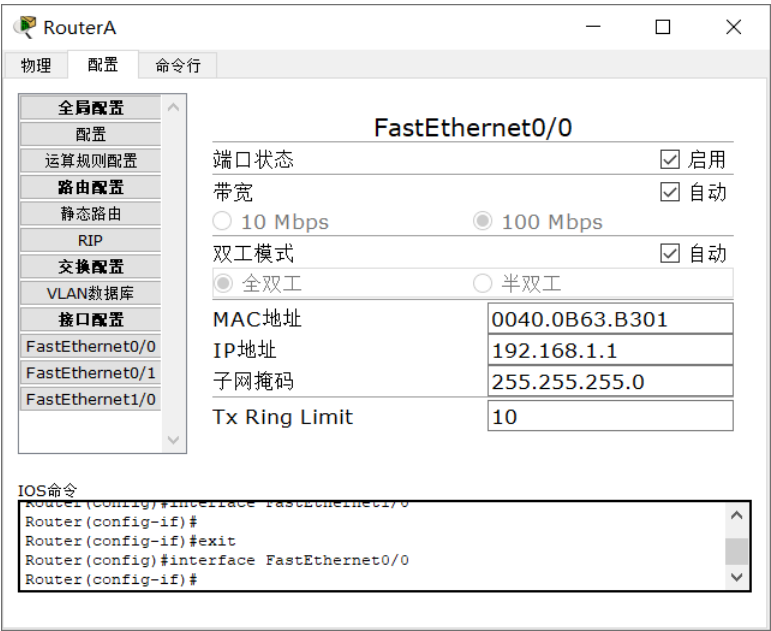 RouterA
物理 配置 命令行
全局配置
配置
运算规则配置
路由配置
静态路由
RIP
交换配置
VLAN数据库
接口配置
FastEthernet0/0
FastEthernet0/1
FastEthernet1/0
FastEthernet0/0
端口状态 启用
带宽 自动
10 Mbps 100 Mbps
双工模式 自动
全双工 半双工
MAC地址 0040.0B63.B301
IP地址 192.168.1.1
子网掩码 255.255.255.0
Tx Ring Limit 10
IOS命令
Router(config)#interface FastEthernet1/0
Router(config-if)#
Router(config-if)#exit
Router(config)#interface FastEthernet0/0
Router(config-if)#